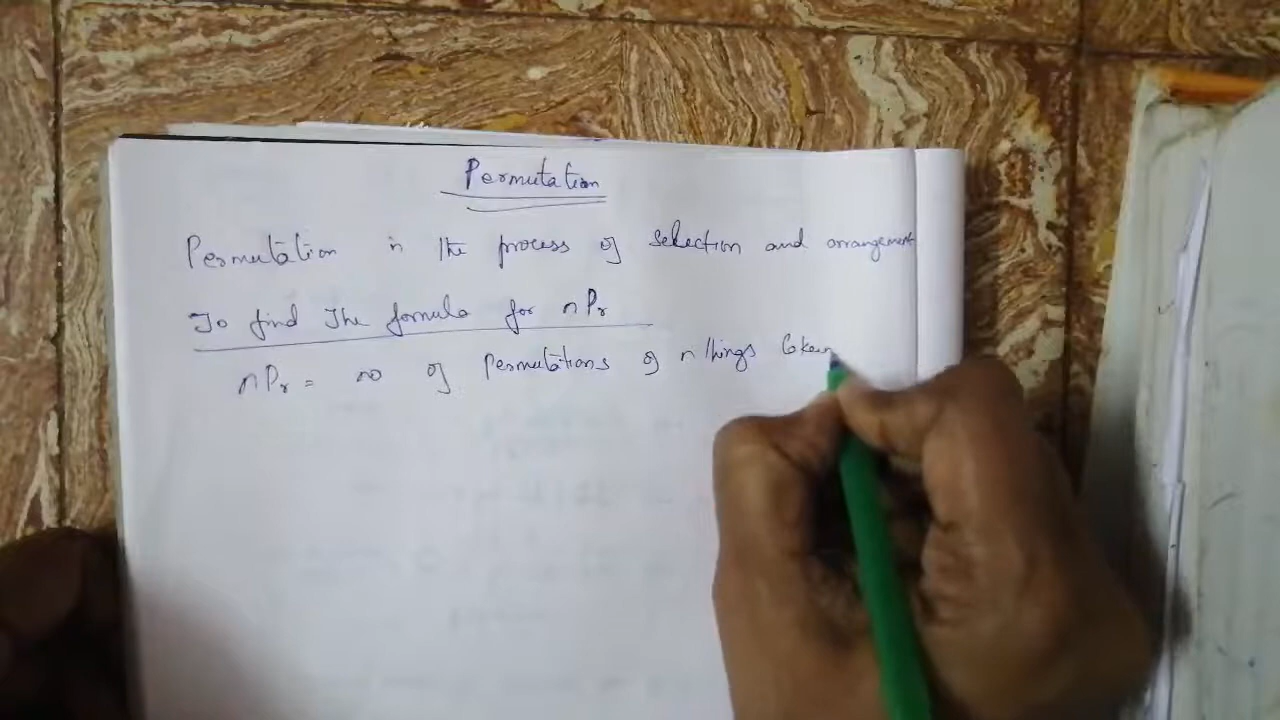 Permutation
Permutation is the process of selection and arrangement
To find The formula for nPr
nPr = no of permutations of n things taken